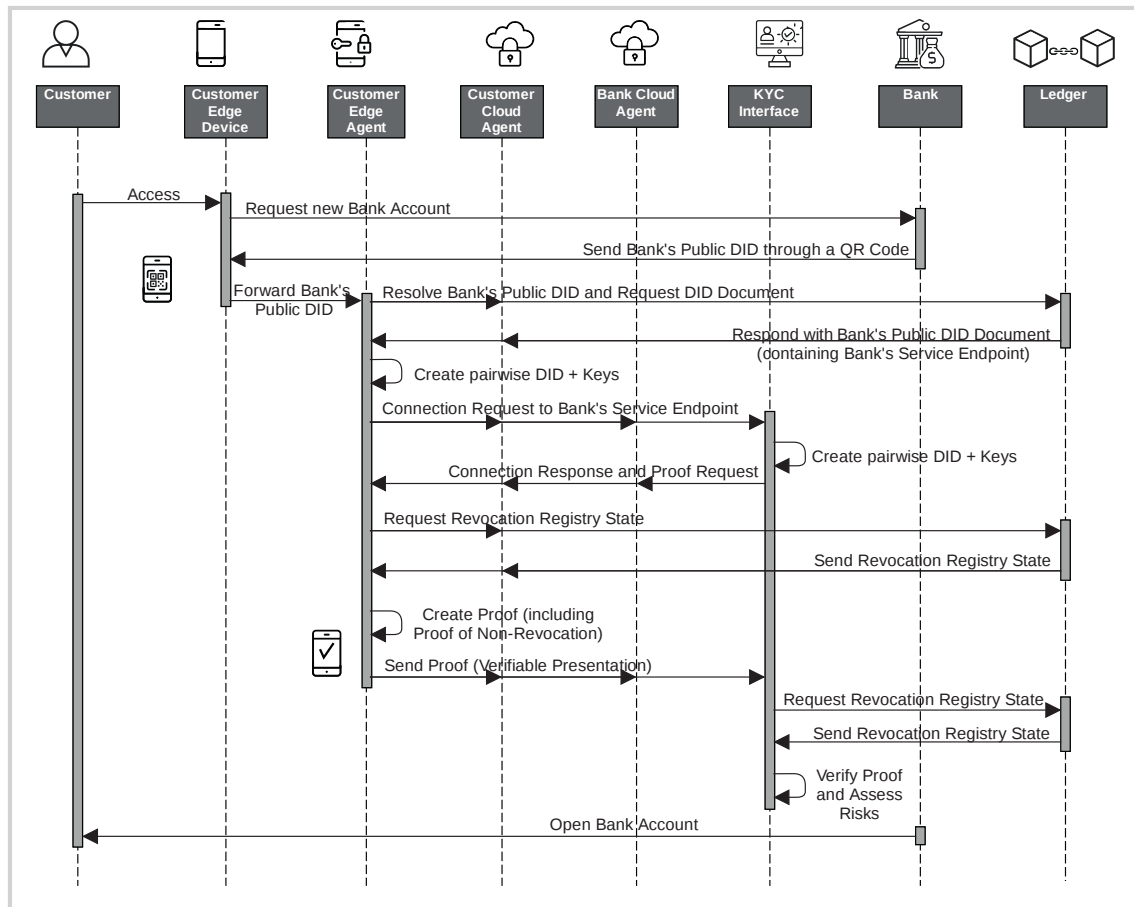 Customer
Customer
Edge
Device
Customer
Edge
Agent
Customer
Cloud
Agent
Bank Cloud
Agent
KYC
Interface
Bank
Ledger
Access
Request new Bank Account
Send Bank's Public DID through a QR Code
Forward Bank's
Public DID
Resolve Bank's Public DID and Request DID Document
Respond with Bank's Public DID Document
(containing Bank's Service Endpoint)
Create pairwise DID + Keys
Connection Request to Bank's Service Endpoint
Create pairwise DID + Keys
Connection Response and Proof Request
Request Revocation Registry State
Send Revocation Registry State
Create Proof (including
Proof of Non-Revocation)
Send Proof (Verifiable Presentation)
Request Revocation Registry State
Send Revocation Registry State
Verify Proof
and Assess
Risks
Open Bank Account